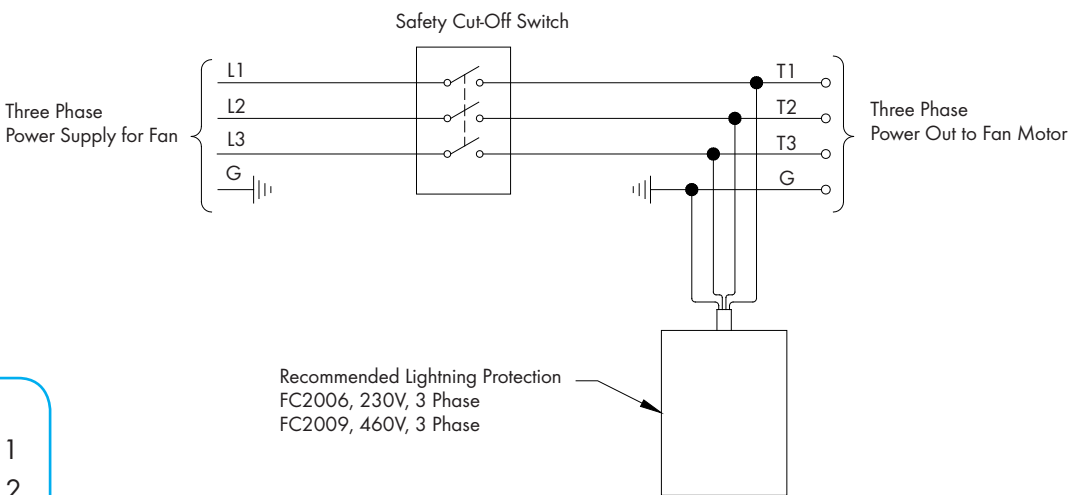 Safety Cut-Off Switch
Three Phase
Power Supply for Fan
L1
L2
L3
G
T1
T2
T3
G
Three Phase
Power Out to Fan Motor
Recommended Lightning Protection
FC2006, 230V, 3 Phase
FC2009, 460V, 3 Phase
1
2